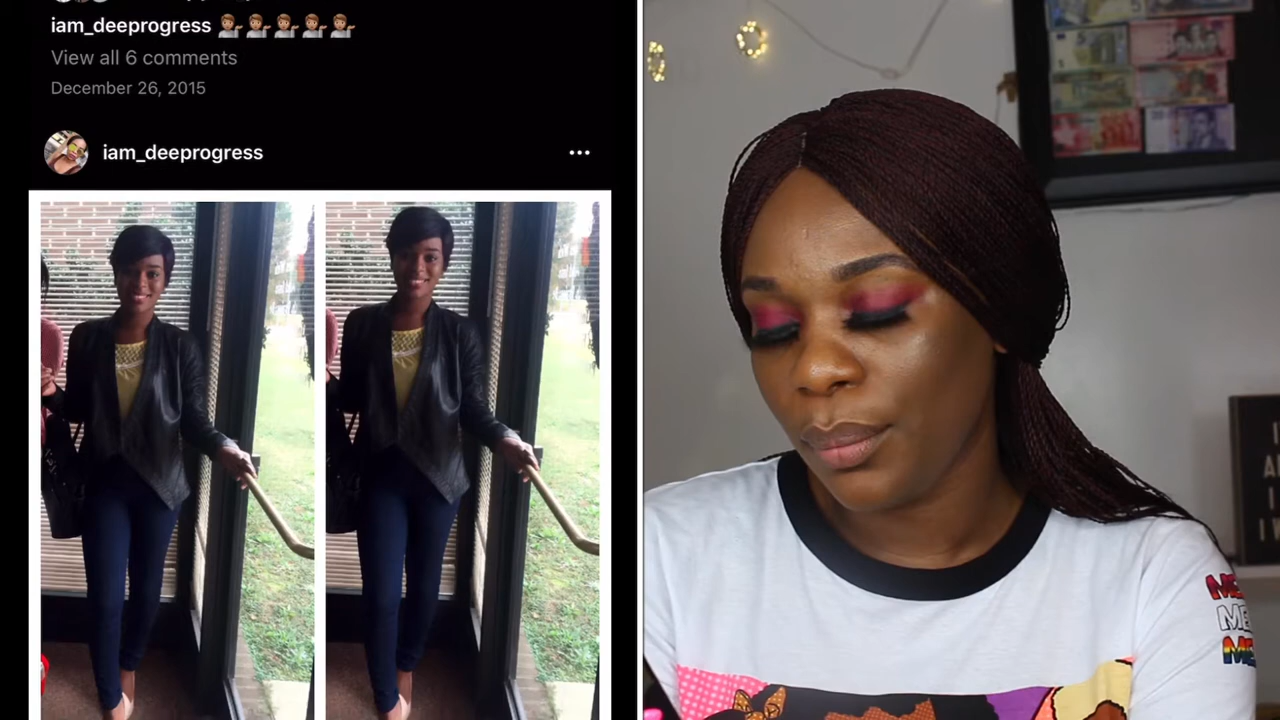 iam_deeprogress 💁🏽💁🏽💁🏽💁🏽💁🏽
View all 6 comments
December 26, 2015
iam_deeprogress